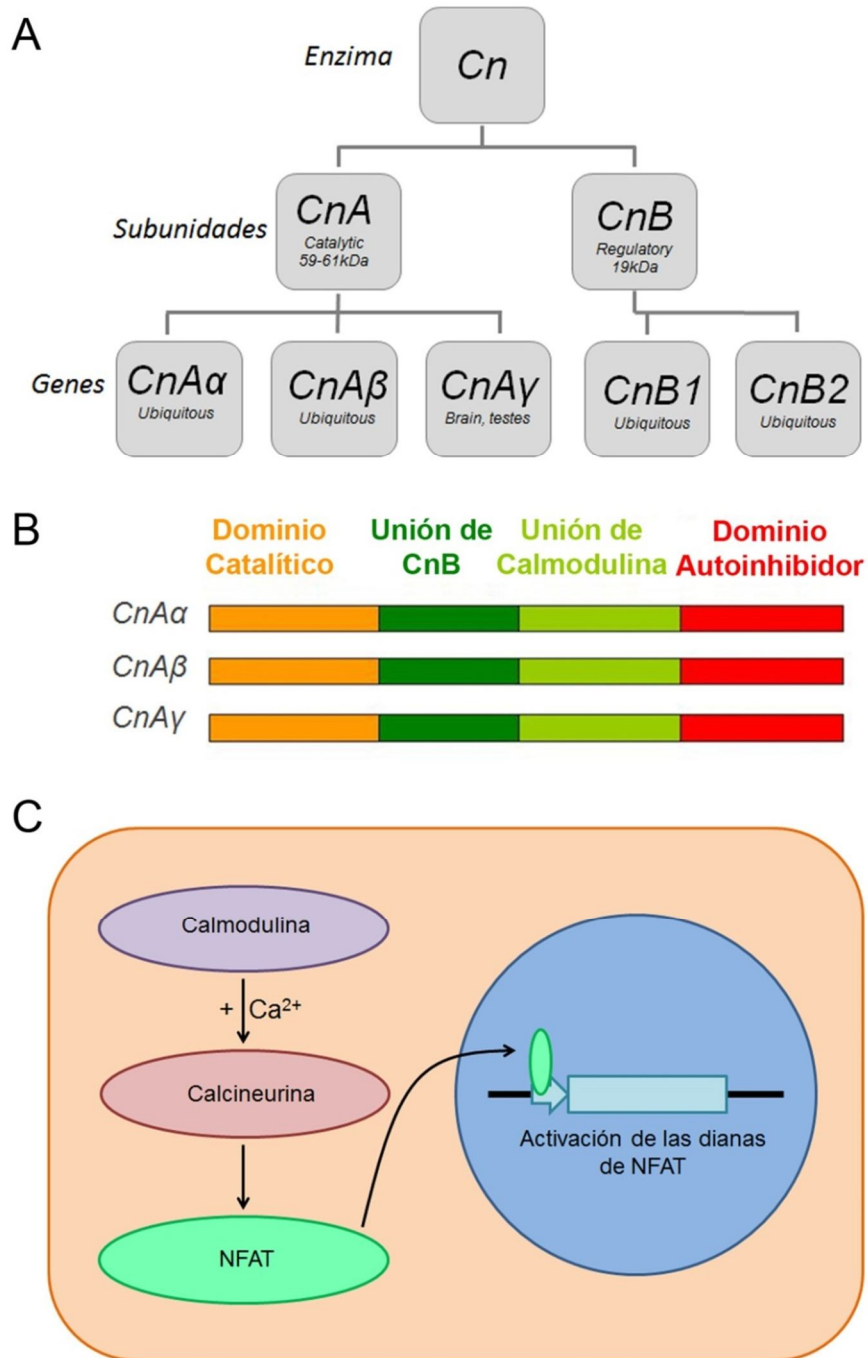 A
Enzima
Cn
Subunidades
CnA
Catalytic
59-61kDa
CnB
Regulatory
19kDa
Genes
CnAα
Ubiquitous
CnAβ
Ubiquitous
CnAγ
Brain, testes
CnB1
Ubiquitous
CnB2
Ubiquitous
B
Dominio
Catalítico
Unión de
CnB
Unión de
Calmodulina
Dominio
Autoinhibidor
CnAα
CnAβ
CnAγ
C
Calmodulina
+ Ca²⁺
Calcineurina
NFAT
Activación de las dianas
de NFAT